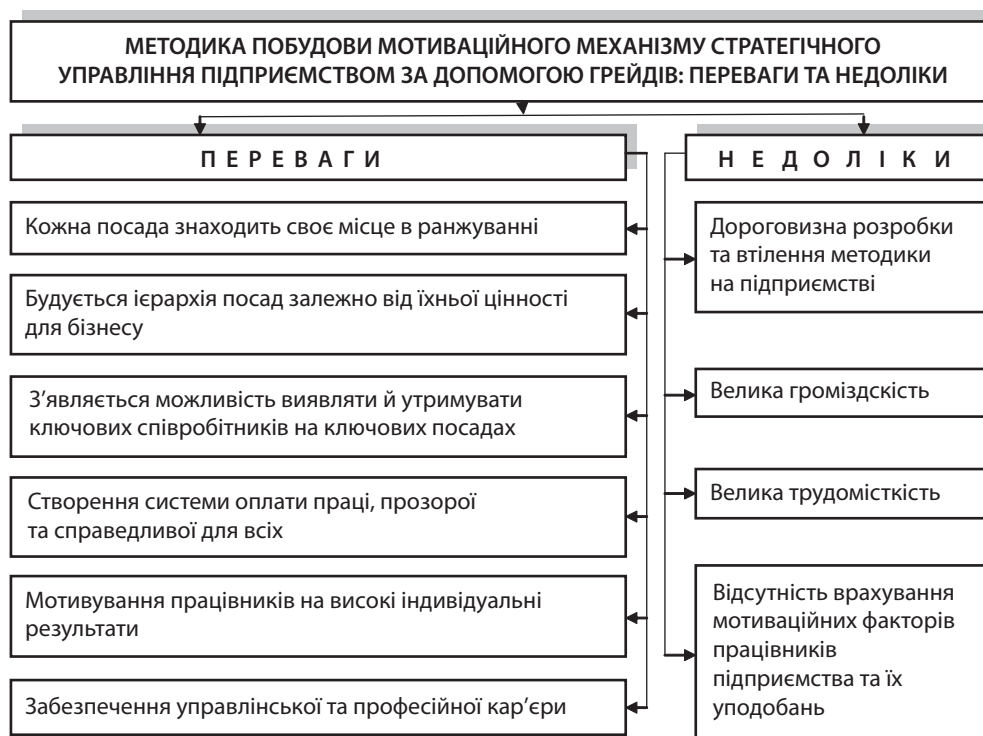 МЕТОДИКА ПОБУДОВИ МОТИВАЦІЙНОГО МЕХАНІЗМУ СТРАТЕГІЧНОГО
УПРАВЛІННЯ ПІДПРИЄМСТВОМ ЗА ДОПОМОГОЮ ГРЕЙДІВ: ПЕРЕВАГИ ТА НЕДОЛІКИ
ПЕРЕВАГИ
Кожна посада знаходить своє місце в ранжуванні
Будується ієрархія посад залежно від їхньої цінності
для бізнесу
З’являється можливість виявляти й утримувати
ключових співробітників на ключових посадах
Створення системи оплати праці, прозорої
та справедливої для всіх
Мотивування працівників на високі індивідуальні
результати
Забезпечення управлінської та професійної кар’єри
НЕДОЛІКИ
Дороговизна розробки
та втілення методики
на підприємстві
Велика громіздскість
Велика трудомісткість
Відсутність врахування
мотиваційних факторів
працівників
підприємства та їх
уподобань